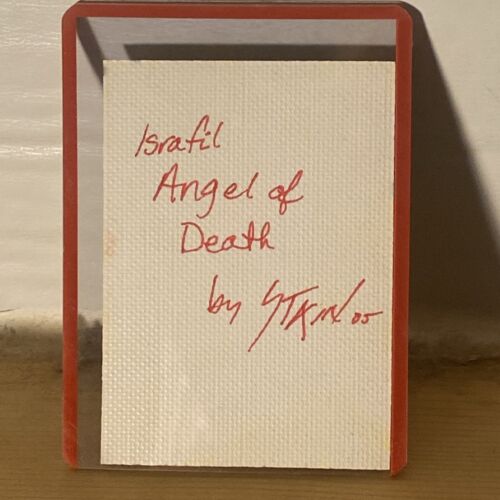 Israfil
Angel of
Death
by